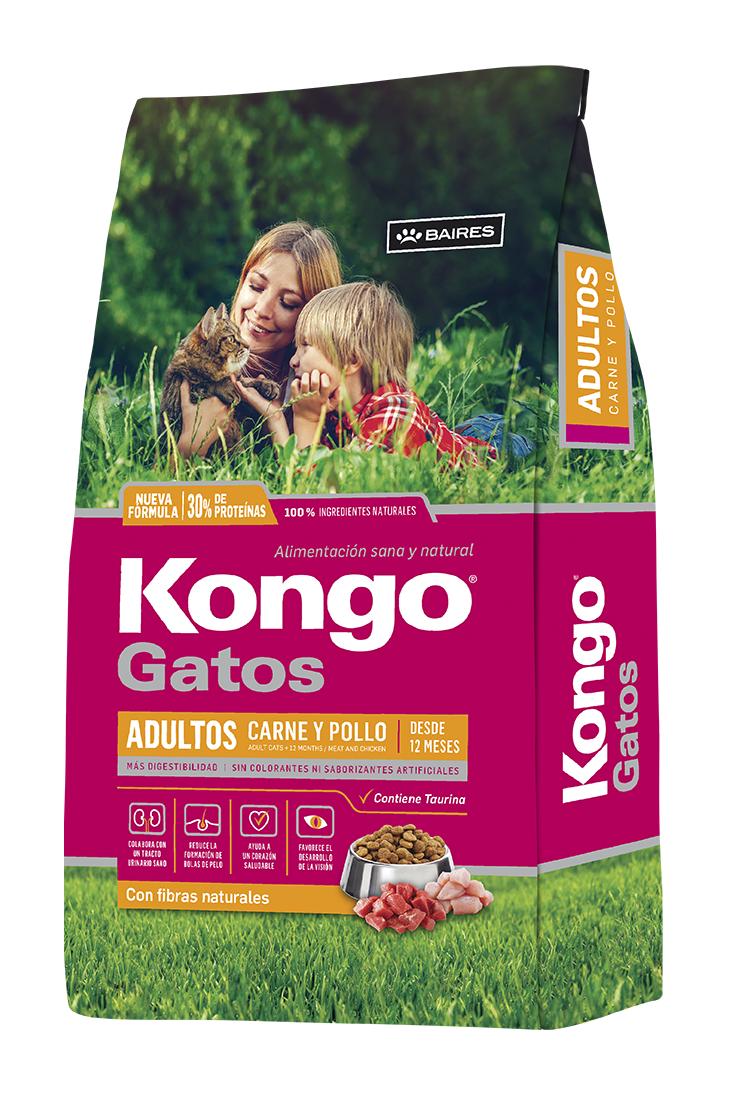 BAIRES
ADULTOS
CARNE Y POLLO
NUEVA FÓRMULA
30% DE PROTEÍNAS
100% INGREDIENTES NATURALES
Alimentación sana y natural
Kongo®
Gatos
ADULTOS
CARNE Y POLLO
ADULT CATS + 12 MONTHS / MEAT AND CHICKEN
DESDE
12 MESES
MÁS DIGESTIBILIDAD | SIN COLORANTES NI SABORIZANTES ARTIFICIALES
Contiene Taurina
COLABORA CON
UN TRACTO
URINARIO SANO
REDUCE LA
FORMACIÓN DE
BOLAS DE PELO
AYUDA A
UN CORAZÓN
SALUDABLE
FAVORECE EL
DESARROLLO
DE LA VISIÓN
Con fibras naturales
Kongo
Gatos